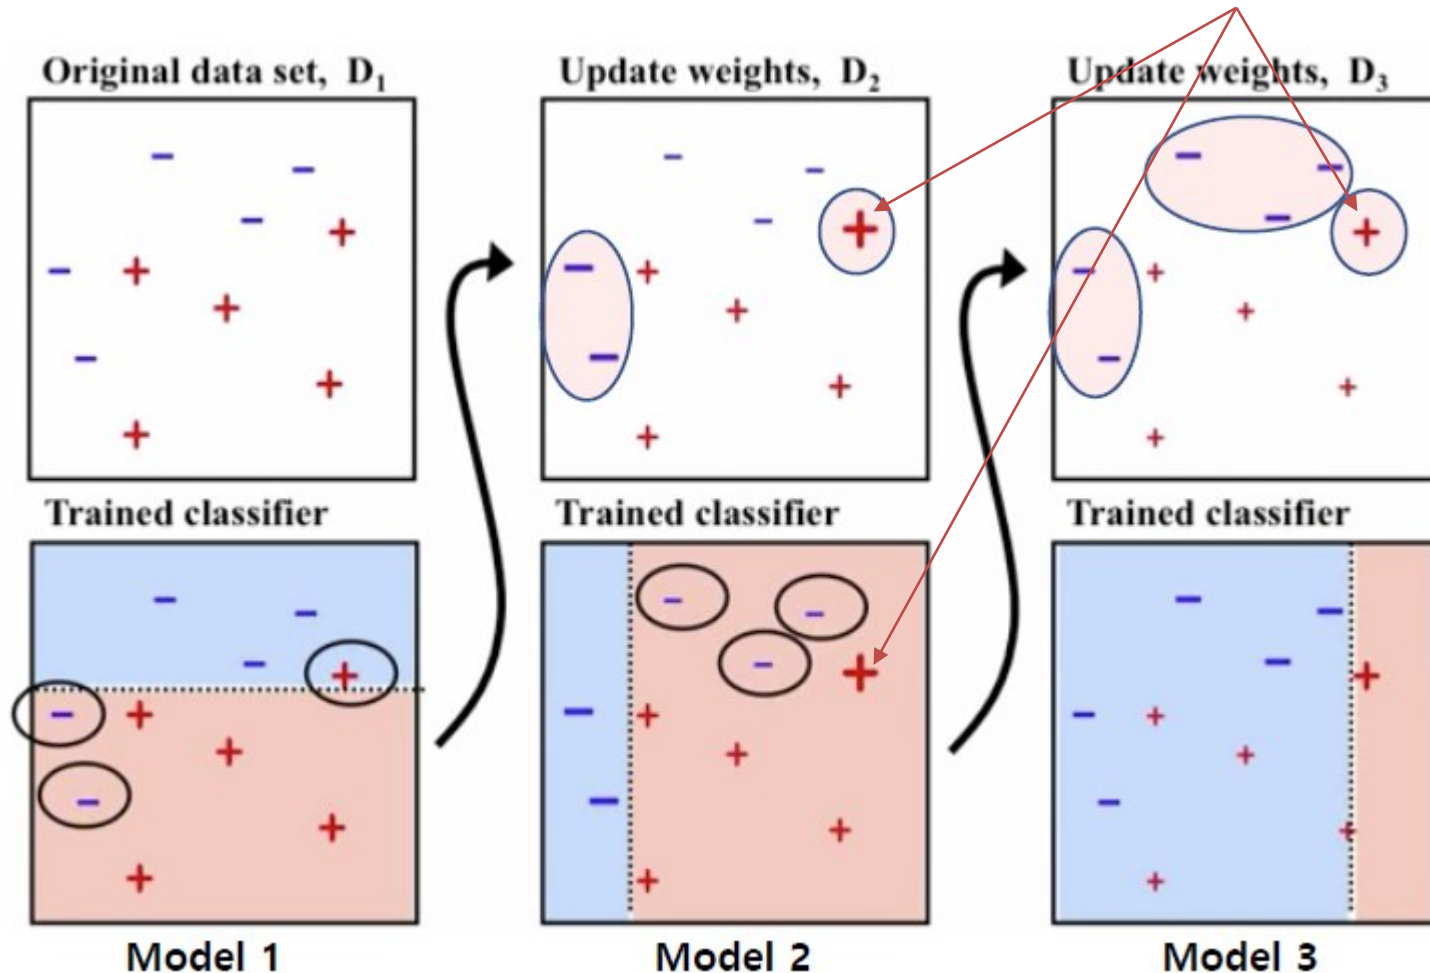 Original data set, D₁
Update weights, D₂
Update weights, D₃
Trained classifier
Trained classifier
Trained classifier
Model 1
Model 2
Model 3